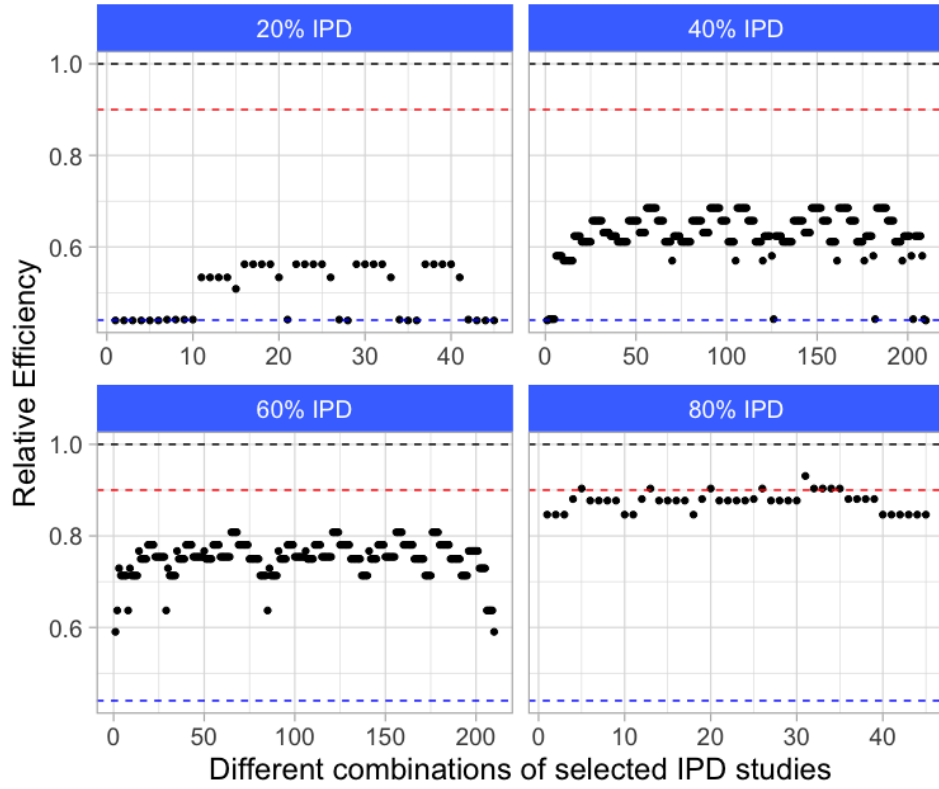 20% IPD
40% IPD
1.0
0.8
0.6
0 10 20 30 40
0 50 100 150 200
60% IPD
80% IPD
1.0
0.8
0.6
0 50 100 150 200
0 10 20 30 40
Relative Efficiency
Different combinations of selected IPD studies